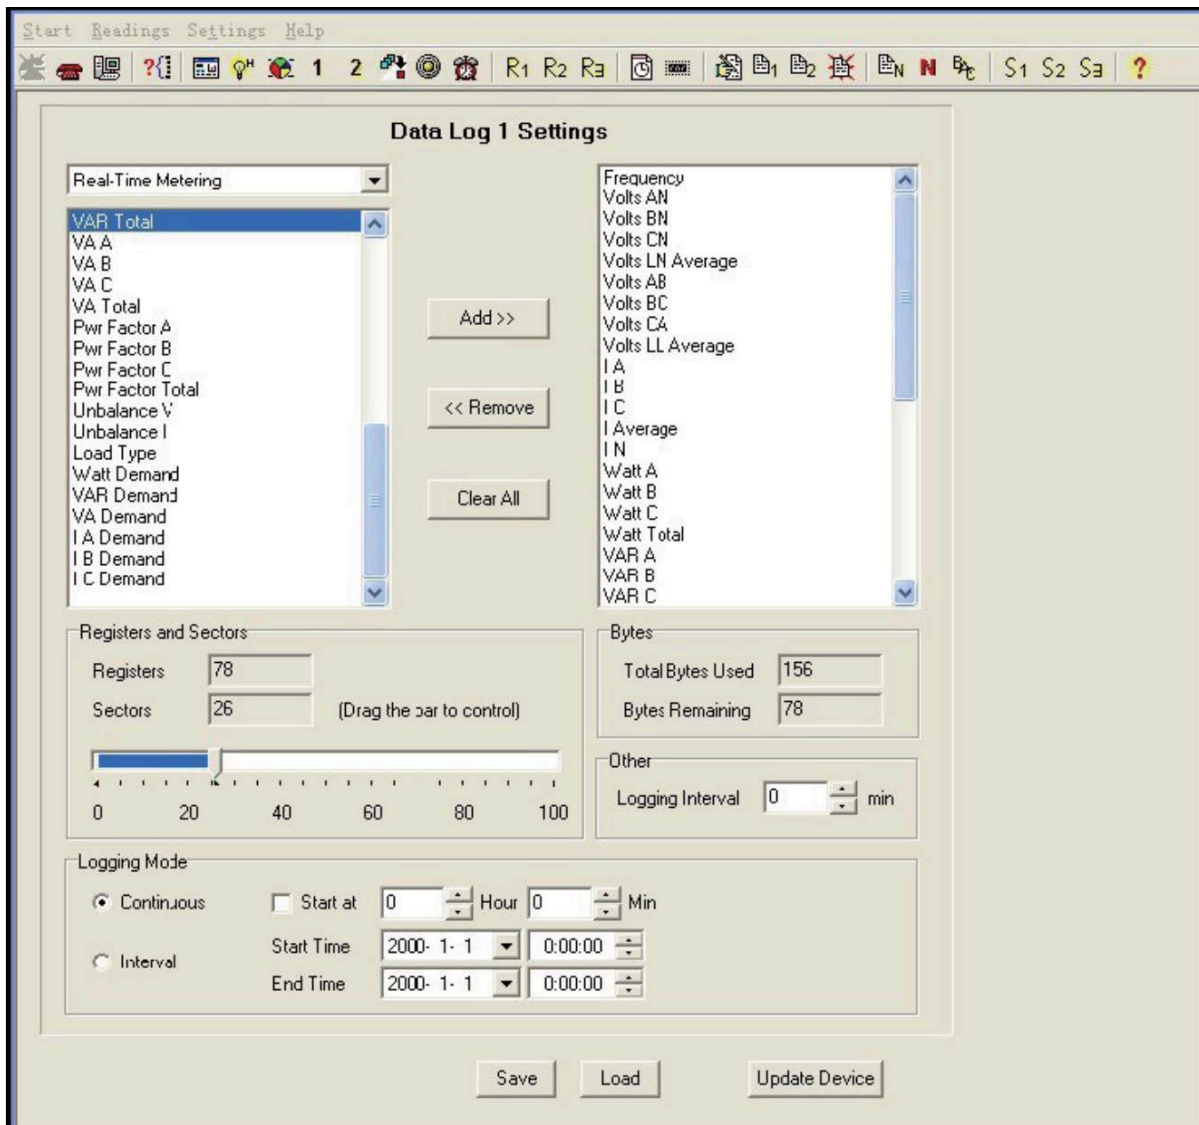 Start Readings Settings Help
?{} 1 2 R1 R2 R3 1 2 N N BAC S1 S2 S3 ?
Data Log 1 Settings
Real-Time Metering
VAR Total
VA A
VA B
VA C
VA Total
Pwr Factor A
Pwr Factor B
Pwr Factor C
Pwr Factor Total
Unbalance V
Unbalance I
Load Type
Watt Demand
VAR Demand
VA Demand
I A Demand
I B Demand
I C Demand
Add >>
<< Remove
Clear All
Frequency
Volts AN
Volts BN
Volts CN
Volts LN Average
Volts AB
Volts BC
Volts CA
Volts LL Average
I A
I B
I C
I Average
I N
Watt A
Watt B
Watt C
Watt Total
VAR A
VAR B
VAR C
Registers and Sectors
Registers 78
Sectors 26 (Drag the bar to control)
0 20 40 60 80 100
Bytes
Total Bytes Used 156
Bytes Remaining 78
Other
Logging Interval 0 min
Logging Mode
Continuous Start at 0 Hour 0 Min
Interval
Start Time 2000- 1- 1 0:00:00
End Time 2000- 1- 1 0:00:00
Save Load Update Device